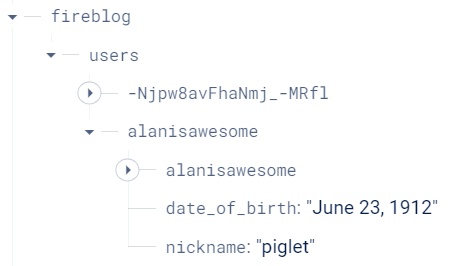 fireblog
users
-Njpw8avFhaNmj_-MRfl
alanisawesome
alanisawesome
date_of_birth: "June 23, 1912"
nickname: "piglet"